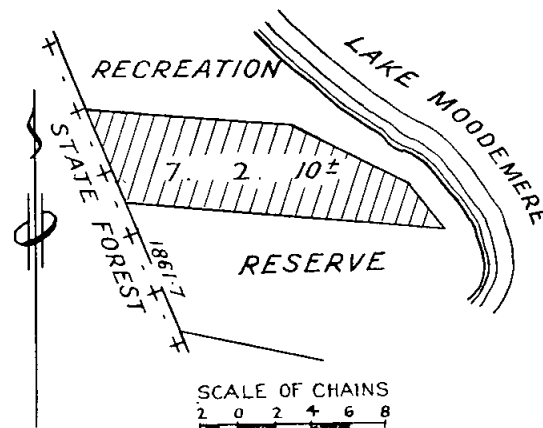 RECREATION
LAKE MOODEMERE
7. 2. 10±
STATE FOREST
1861·7
RESERVE
SCALE OF CHAINS
2 0 2 4 6 8